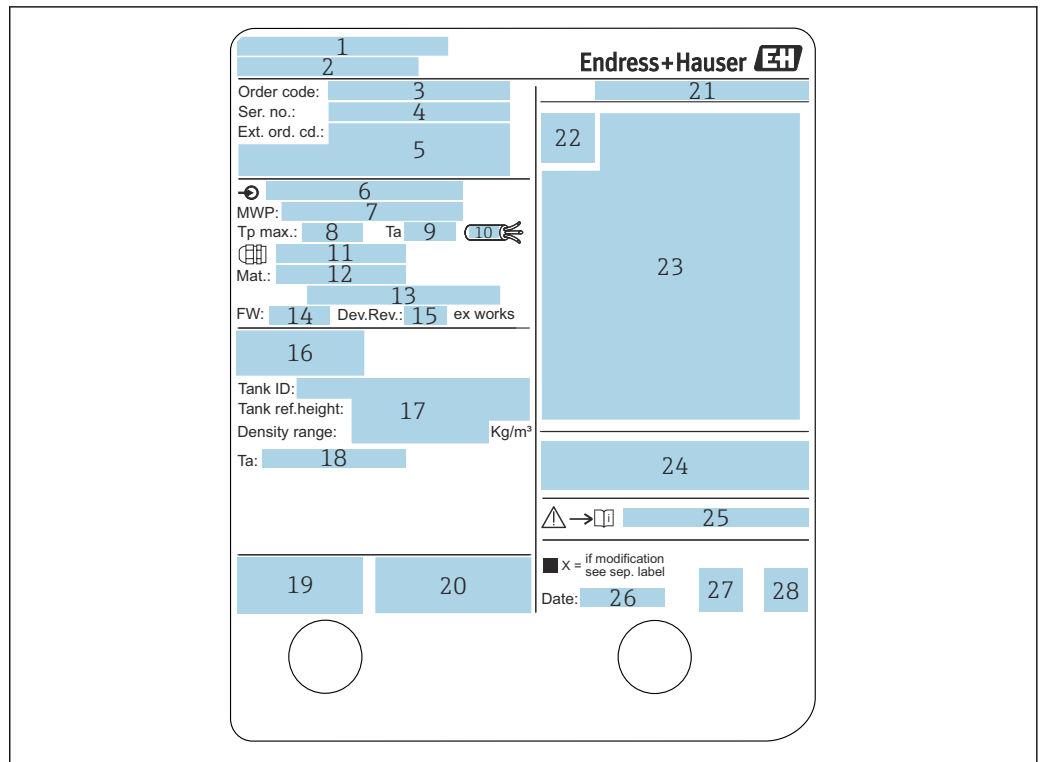 1
2
Endress+Hauser EH
Order code: 3
Ser. no.: 4
Ext. ord. cd.:
5
6
MWP: 7
Tp max.: 8 Ta 9 10
11
Mat.: 12
13
FW: 14 Dev.Rev.: 15 ex works
16
Tank ID:
Tank ref.height: 17
Density range: Kg/m³
Ta: 18
19 20
21
22
23
24
i 25
X = if modification
see sep. label
Date: 26 27 28